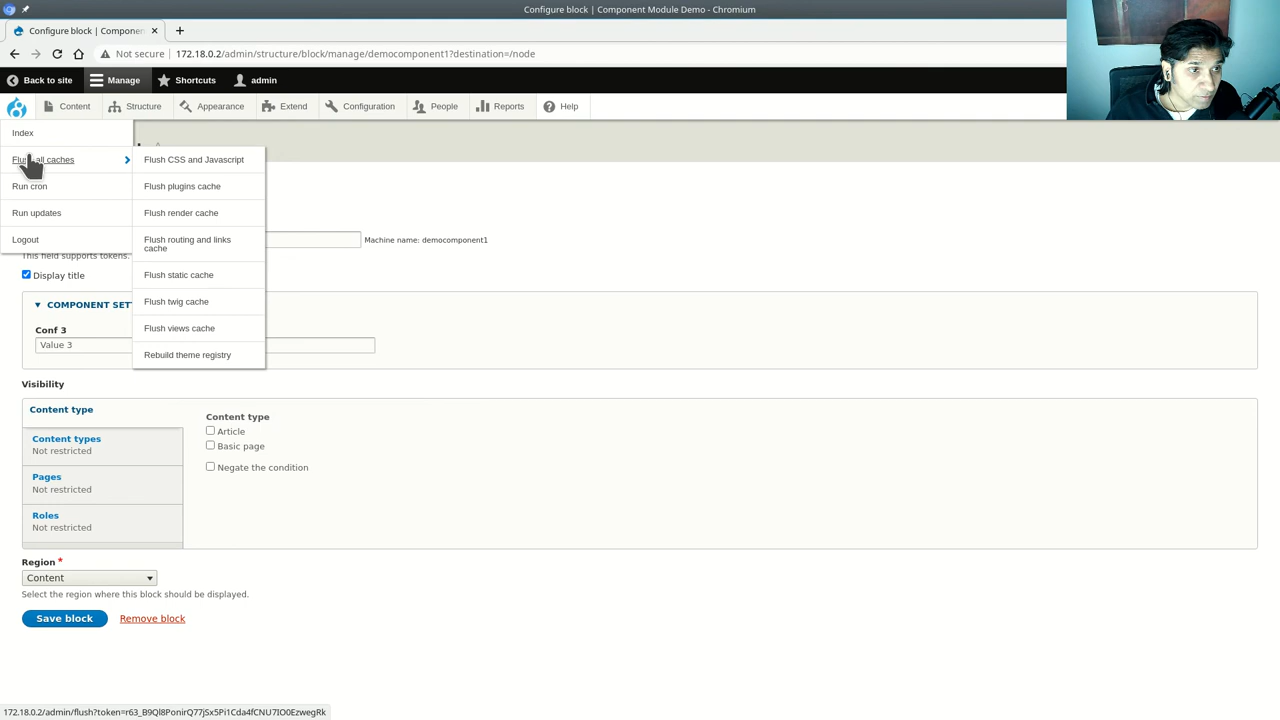 Configure block | Component Module Demo - Chromium
Configure block | Componen
Not secure
172.18.0.2/admin/structure/block/manage/democomponent1?destination=/node
Back to site
Manage
Shortcuts
admin
Content
Structure
Appearance
Extend
Configuration
People
Reports
Help
Index
Flush all caches
Run cron
Run updates
Logout
Flush CSS and Javascript
Flush plugins cache
Flush render cache
Flush routing and links
cache
Flush static cache
Flush twig cache
Flush views cache
Rebuild theme registry
Machine name: democomponent1
This field supports tokens.
Display title
COMPONENT SET
Conf 3
Value 3
Visibility
Content type
Content types
Not restricted
Pages
Not restricted
Roles
Not restricted
Content type
Article
Basic page
Negate the condition
Region *
Content
Select the region where this block should be displayed.
Save block
Remove block
172.18.0.2/admin/flush?token=r63_B9Ql8PonirQ77jSx5Pi1Cda4fCNU7IO0EzwegRk